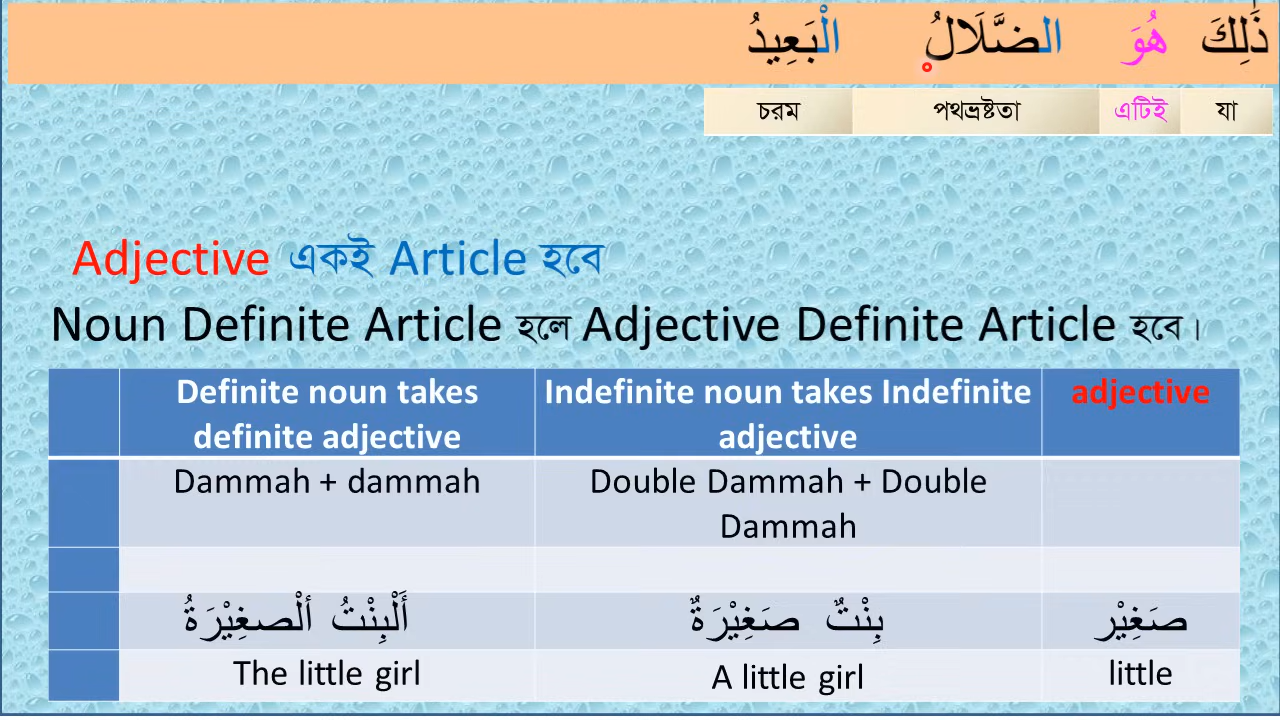 ذَٰلِكَ هُوَ الضَّلَالُ الْبَعِيدُ
চরম পথভ্রষ্টতা এটিই যা
Adjective একই Article হবে
Noun Definite Article হলে Adjective Definite Article হবে।
Definite noun takes definite adjective
Indefinite noun takes Indefinite adjective
adjective
Dammah + dammah
Double Dammah + Double Dammah
أَلْبِنْتُ ألْصغِيْرَةُ
بِنْتٌ صَغِيْرَةٌ
صَغِيْر
The little girl
A little girl
little